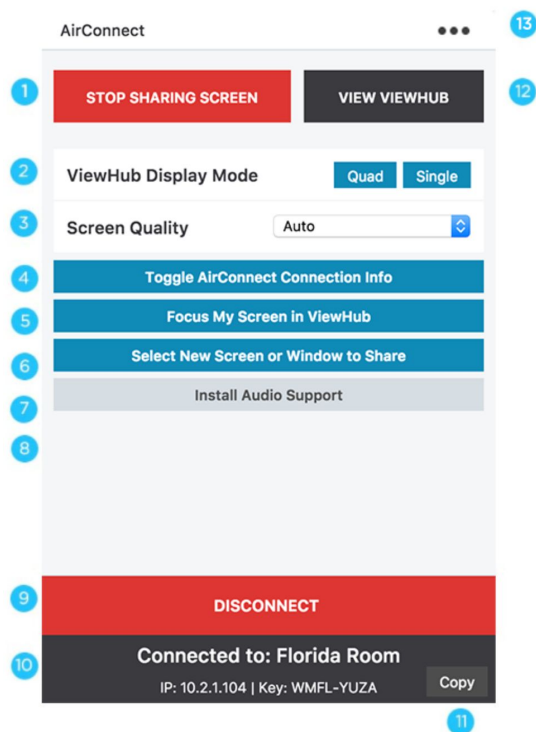 AirConnect
13
1
STOP SHARING SCREEN
VIEW VIEWHUB
12
2
ViewHub Display Mode
Quad
Single
3
Screen Quality
Auto
4
Toggle AirConnect Connection Info
5
Focus My Screen in ViewHub
6
Select New Screen or Window to Share
7
Install Audio Support
8
9
DISCONNECT
10
Connected to: Florida Room
IP: 10.2.1.104 | Key: WMFL-YUZA
Copy
11